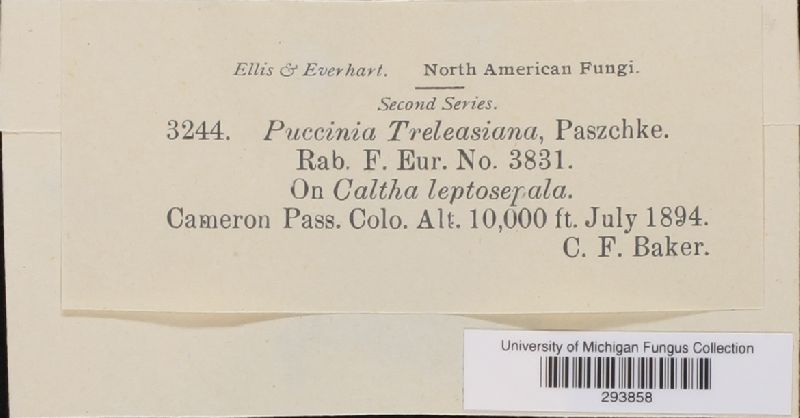 Ellis & Everhart. North American Fungi.
Second Series.
3244. Puccinia Treleasiana, Paszchke.
Rab. F. Eur. No. 3831.
On Caltha leptosepala.
Cameron Pass. Colo. Alt. 10,000 ft. July 1894.
C. F. Baker.
University of Michigan Fungus Collection
293858